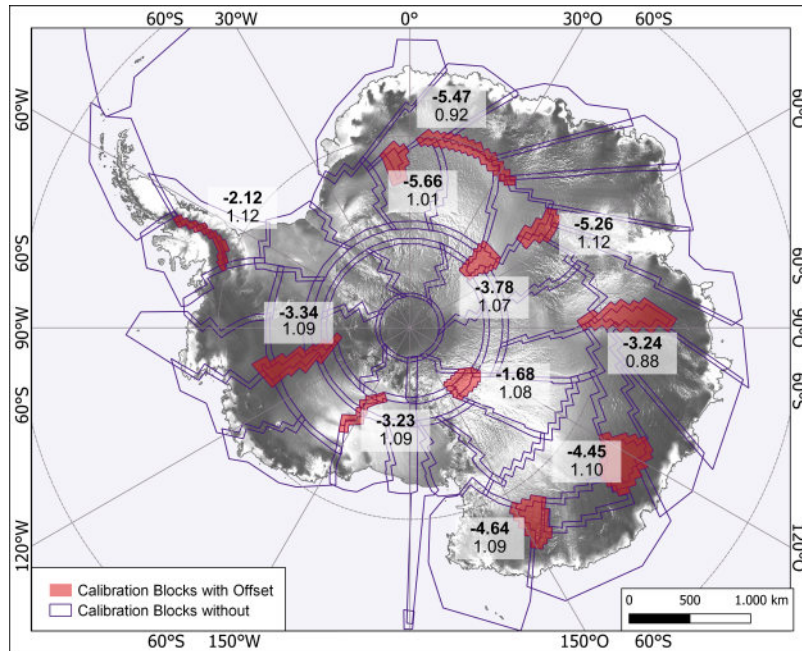 60°S 30°W 0° 30°O 60°S
60°W
60°O
-5.47
0.92
-5.66
1.01
-2.12
1.12
-5.26
1.12
60°S
60°S
-3.78
1.07
-3.34
1.09
90°W
90°O
-3.24
0.88
-1.68
1.08
60°S
60°S
-3.23
1.09
-4.45
1.10
-4.64
1.09
120°W
120°O
Calibration Blocks with Offset
Calibration Blocks without
0 500 1.000 km
60°S 150°W 150°O 60°S